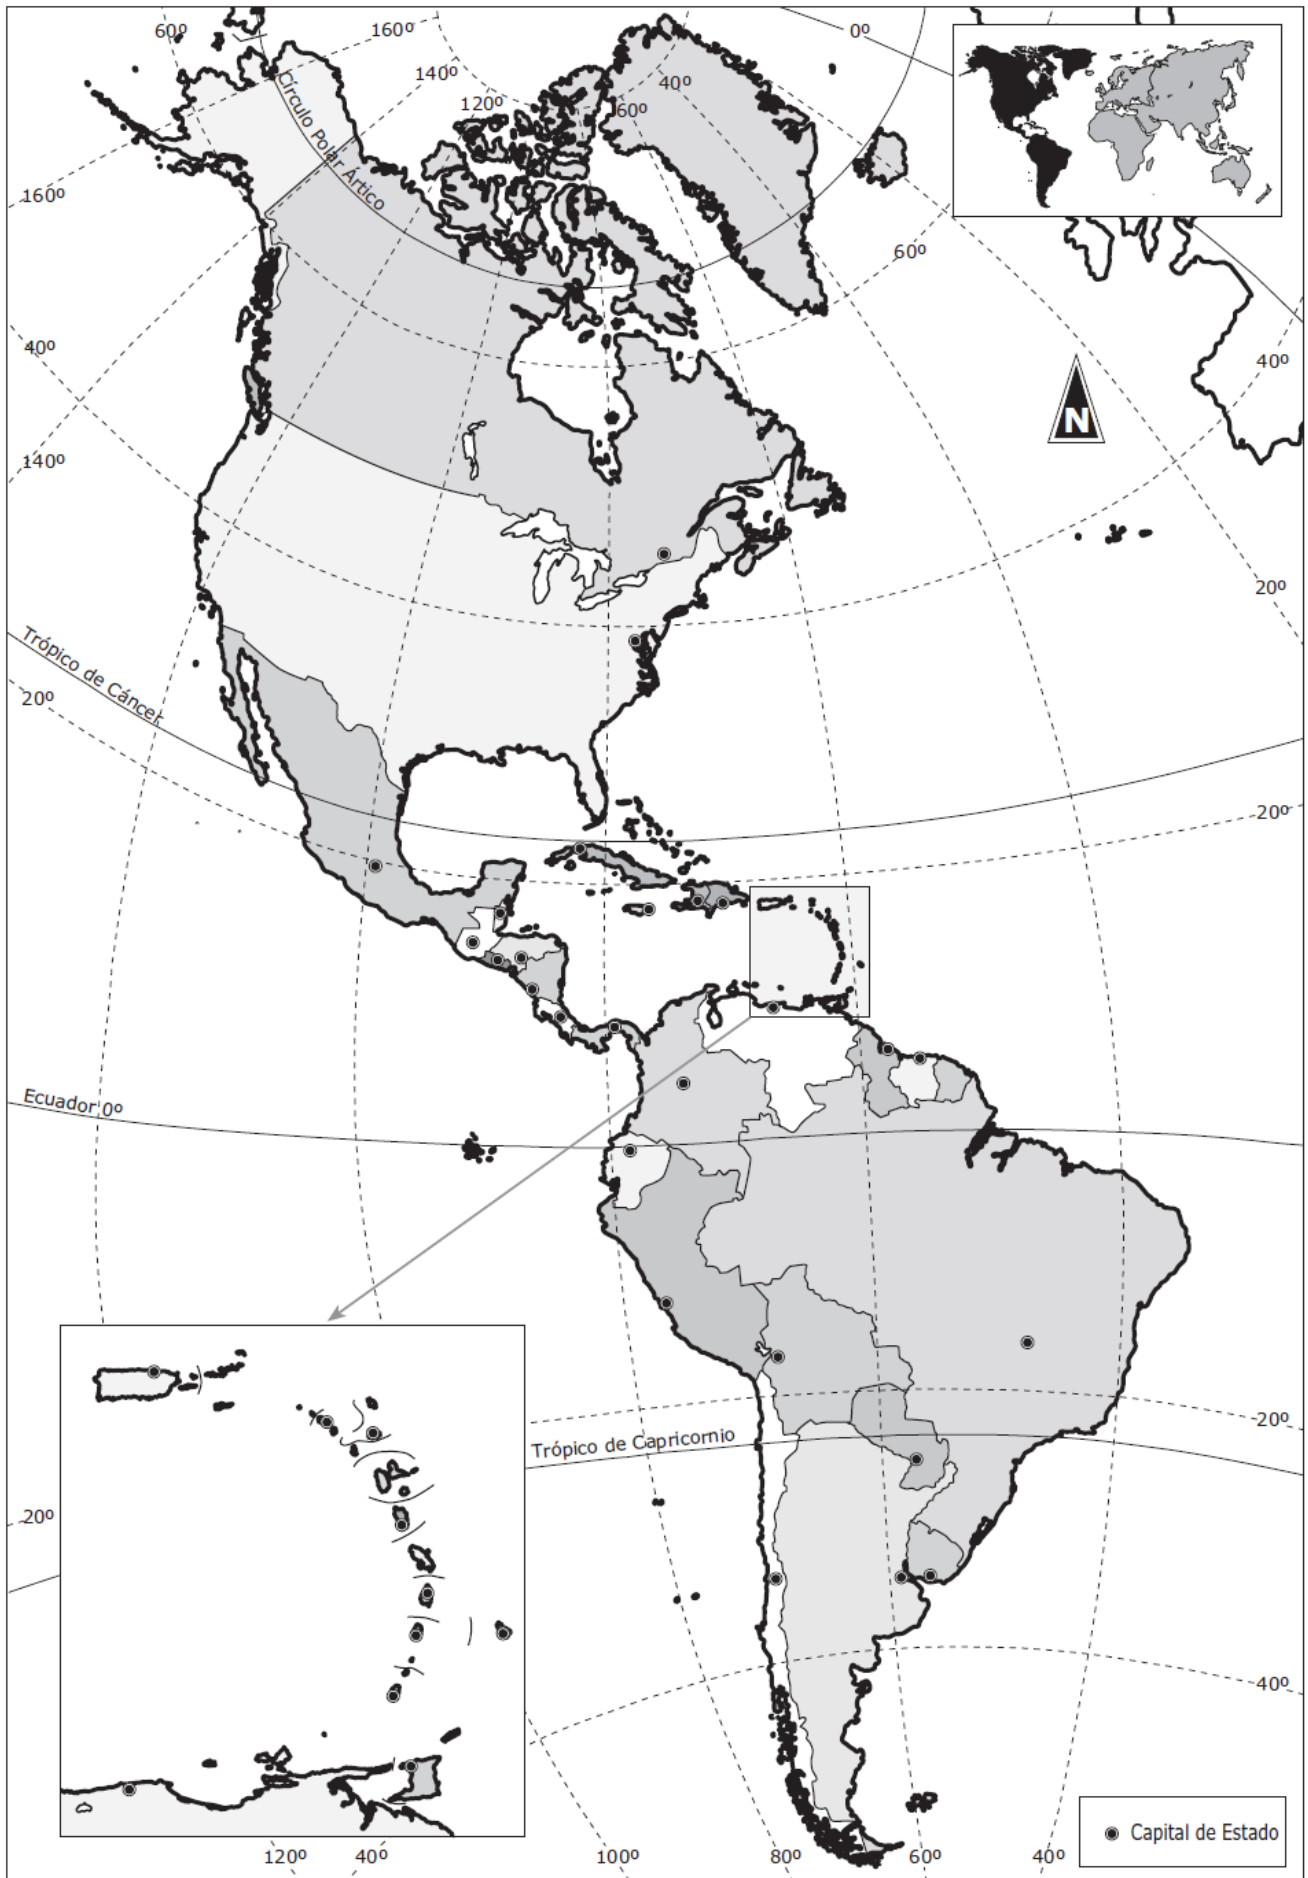 60º
160º
0º
140º
40º
120º
60º
Círculo Polar Ártico
160º
60º
40º
40º
N
140º
20º
Trópico de Cáncer
20º
20º
Ecuador 0º
20º
Trópico de Capricornio
20º
40º
Capital de Estado
120º
40º
100º
80º
60º
40º